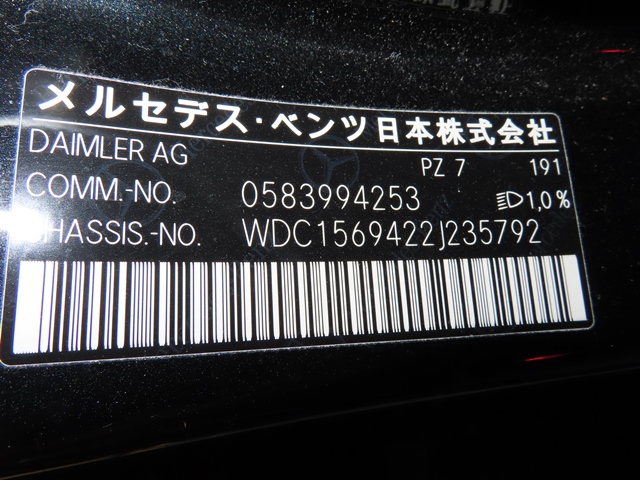 メルセデス・ベンツ日本株式会社
DAIMLER AG PZ 7 191
COMM.-NO. 0583994253 1,0%
CHASSIS.-NO. WDC1569422J235792